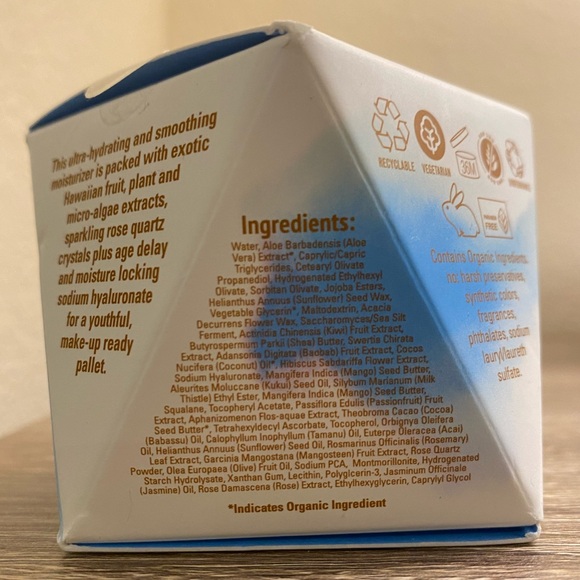 This ultra-hydrating and smoothing
moisturizer is packed with exotic
Hawaiian fruit, plant and
micro-algae extracts,
sparkling rose quartz
crystals plus age delay
and moisture locking
sodium hyaluronate
for a youthful,
make-up ready
pallet.
Ingredients:
Water, Aloe Barbadensis (Aloe
Vera) Extract*, Caprylic/Capric
Triglycerides, Cetearyl Olivate
Propanediol, Hydrogenated Ethylhexyl
Olivate, Sorbitan Olivate, Jojoba Esters,
Helianthus Annuus (Sunflower) Seed Wax,
Vegetable Glycerin*, Maltodextrin, Acacia
Decurrens Flower Wax, Saccharomyces/Sea Silt
Ferment, Actinidia Chinensis (Kiwi) Fruit Extract,
Butyrospermum Parkii (Shea) Butter, Swertia Chirata
Extract, Adansonia Digitata (Baobab) Fruit Extract, Cocos
Nucifera (Coconut) Oil*, Hibiscus Sabdariffa Flower Extract,
Sodium Hyaluronate, Mangifera Indica (Mango) Seed Butter,
Aleurites Moluccane (Kukui) Seed Oil, Silybum Marianum (Milk
Thistle) Ethyl Ester, Mangifera Indica (Mango) Seed Butter,
Squalane, Tocopheryl Acetate, Passiflora Edulis (Passionfruit) Fruit
Extract, Aphanizomenon flos-aquae Extract, Theobroma Cacao (Cocoa)
Seed Butter*, Tetrahexyldecyl Ascorbate, Tocopherol, Orbignya Oleifera
(Babassu) Oil, Calophyllum Inophyllum (Tamanu) Oil, Euterpe Oleracea (Acai)
Oil, Helianthus Annuus (Sunflower) Seed Oil, Rosmarinus Officinalis (Rosemary)
Leaf Extract, Garcinia Mangostana (Mangosteen) Fruit Extract, Rose Quartz
Powder, Olea Europaea (Olive) Fruit Oil, Sodium PCA, Montmorillonite, Hydrogenated
Starch Hydrolysate, Xanthan Gum, Lecithin, Polyglycerin-3, Jasminum Officinale
(Jasmine) Oil, Rose Damascena (Rose) Extract, Ethylhexylglycerin, Caprylyl Glycol
*Indicates Organic Ingredient
RECYCLABLE
VEGETARIAN
36M
FREE
Contains Organic ingredients,
no: harsh preservatives,
synthetic colors,
fragrances,
phthalates, sodium
lauryl/laureth
sulfate.